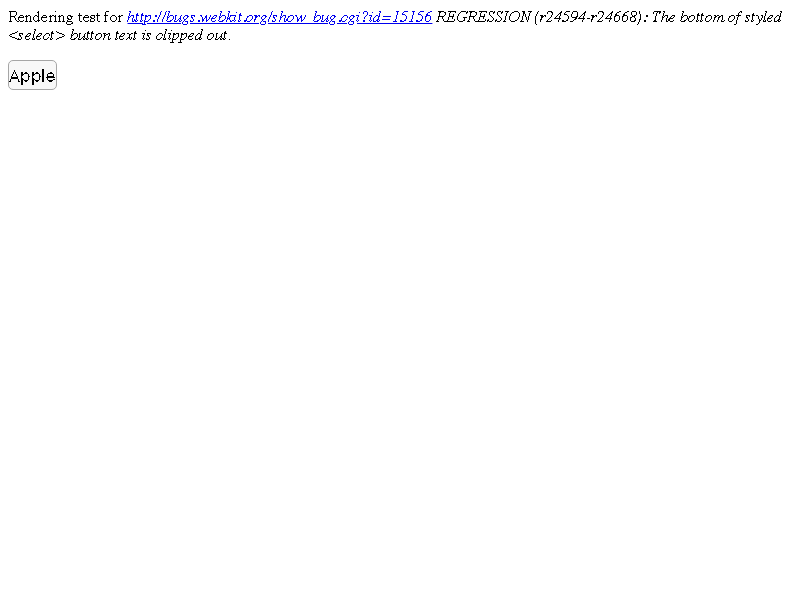 Rendering test for http://bugs.webkit.org/show_bug.cgi?id=15156 REGRESSION (r24594-r24668): The bottom of styled
<select> button text is clipped out.
Apple